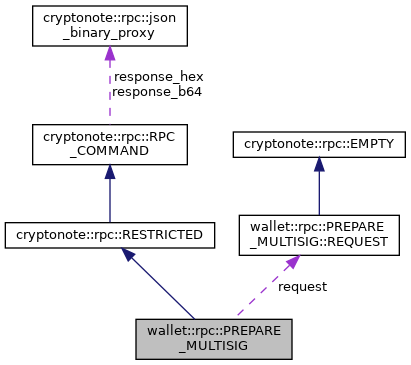 cryptonote::rpc::json
_binary_proxy
response_hex
response_b64
cryptonote::rpc::RPC
_COMMAND
cryptonote::rpc::EMPTY
cryptonote::rpc::RESTRICTED
wallet::rpc::PREPARE
_MULTISIG::REQUEST
request
wallet::rpc::PREPARE
_MULTISIG